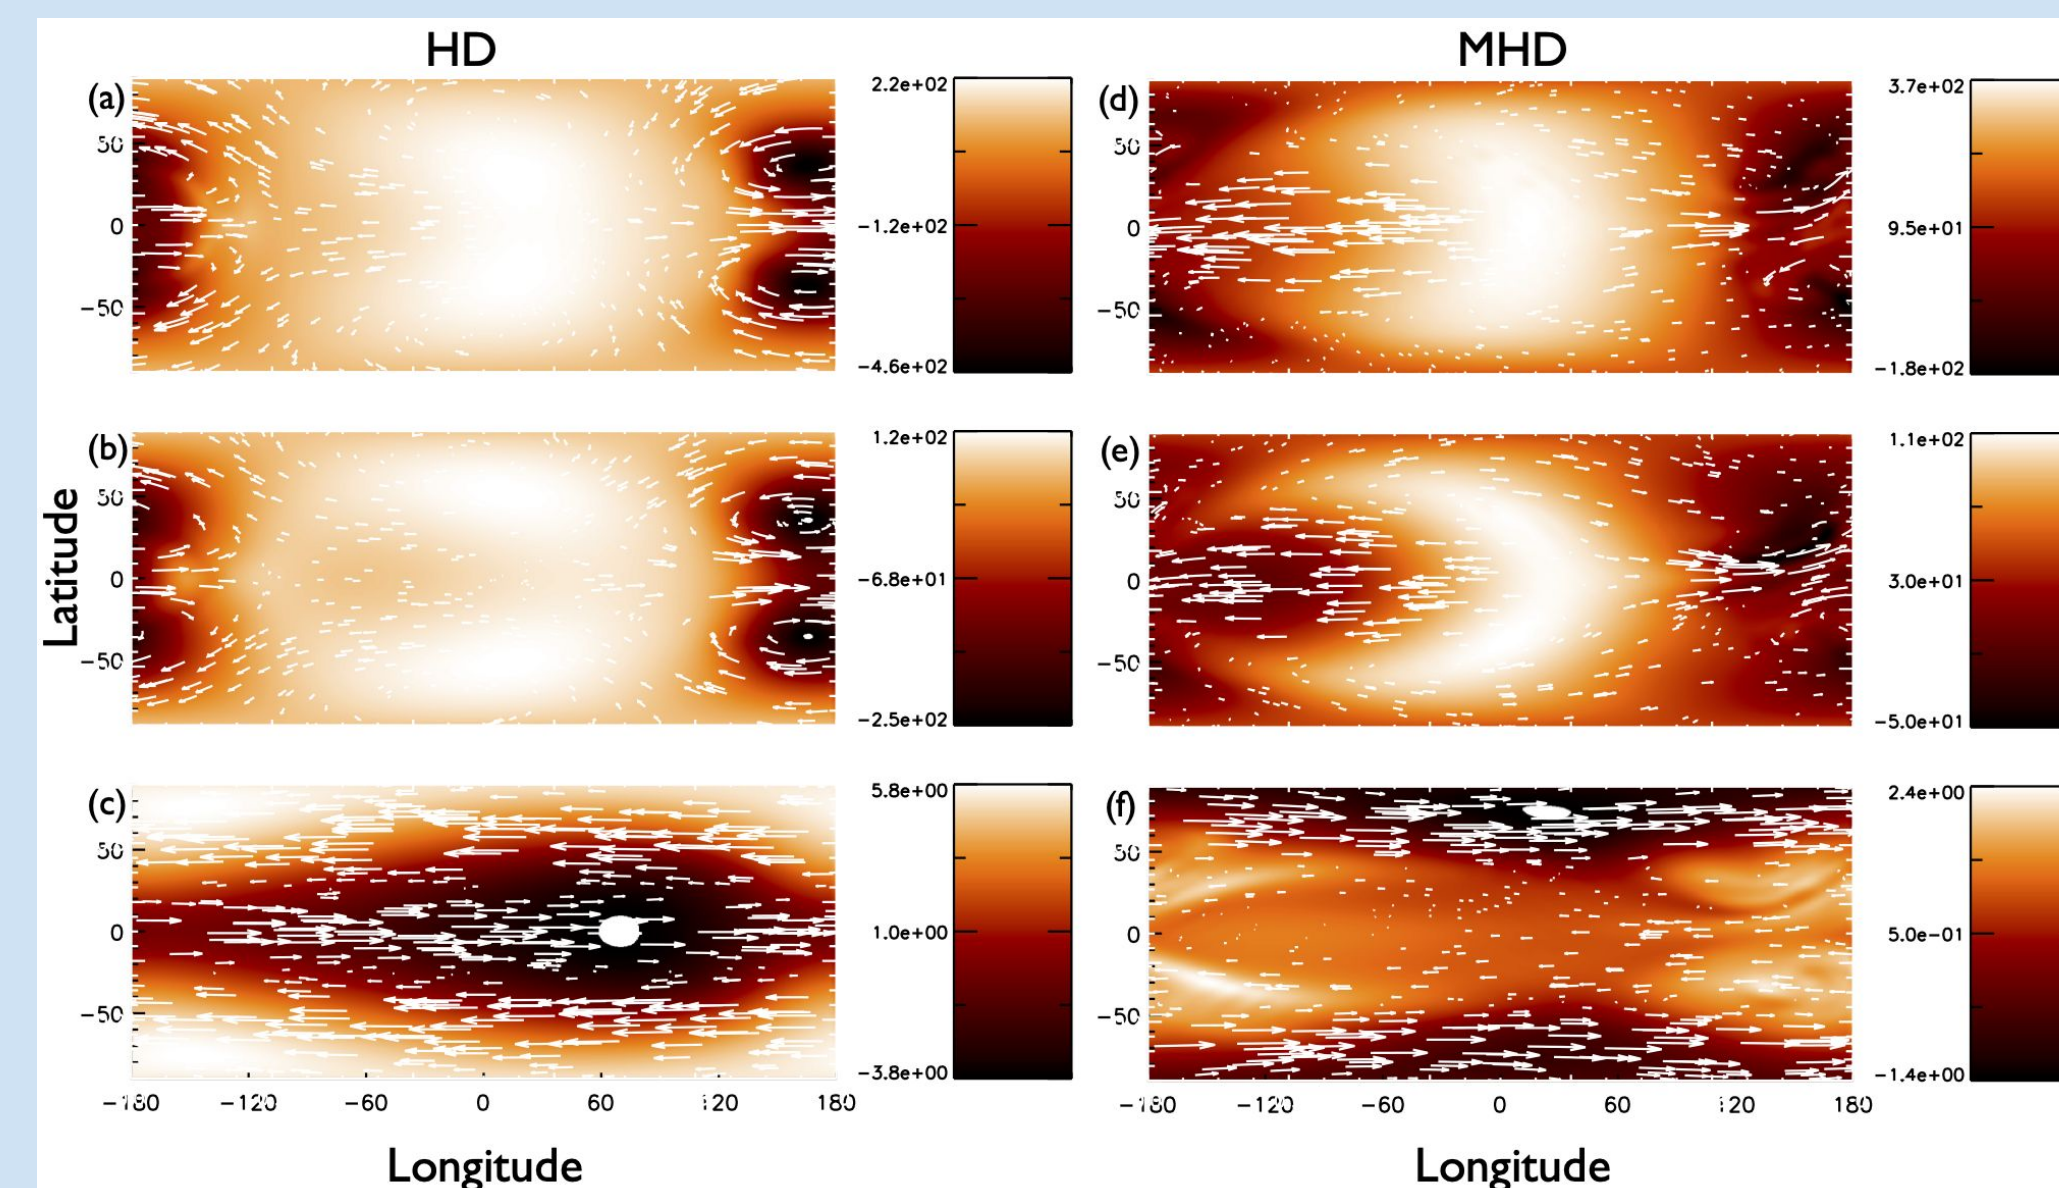 HD
MHD
(a)
50
0
−50
2.2e+02
−1.2e+02
−4.6e+02
(d)
50
0
−50
3.7e+02
9.5e+01
−1.8e+02
(b)
50
0
−50
1.2e+02
−6.8e+01
−2.5e+02
(e)
50
0
−50
1.1e+02
3.0e+01
−5.0e+01
Latitude
(c)
50
0
−50
5.8e+00
1.0e+00
−3.8e+00
(f)
50
0
−50
2.4e+00
5.0e−01
−1.4e+00
−180 −120 −60 0 60 120 180
−180 −120 −60 0 60 120 180
Longitude
Longitude